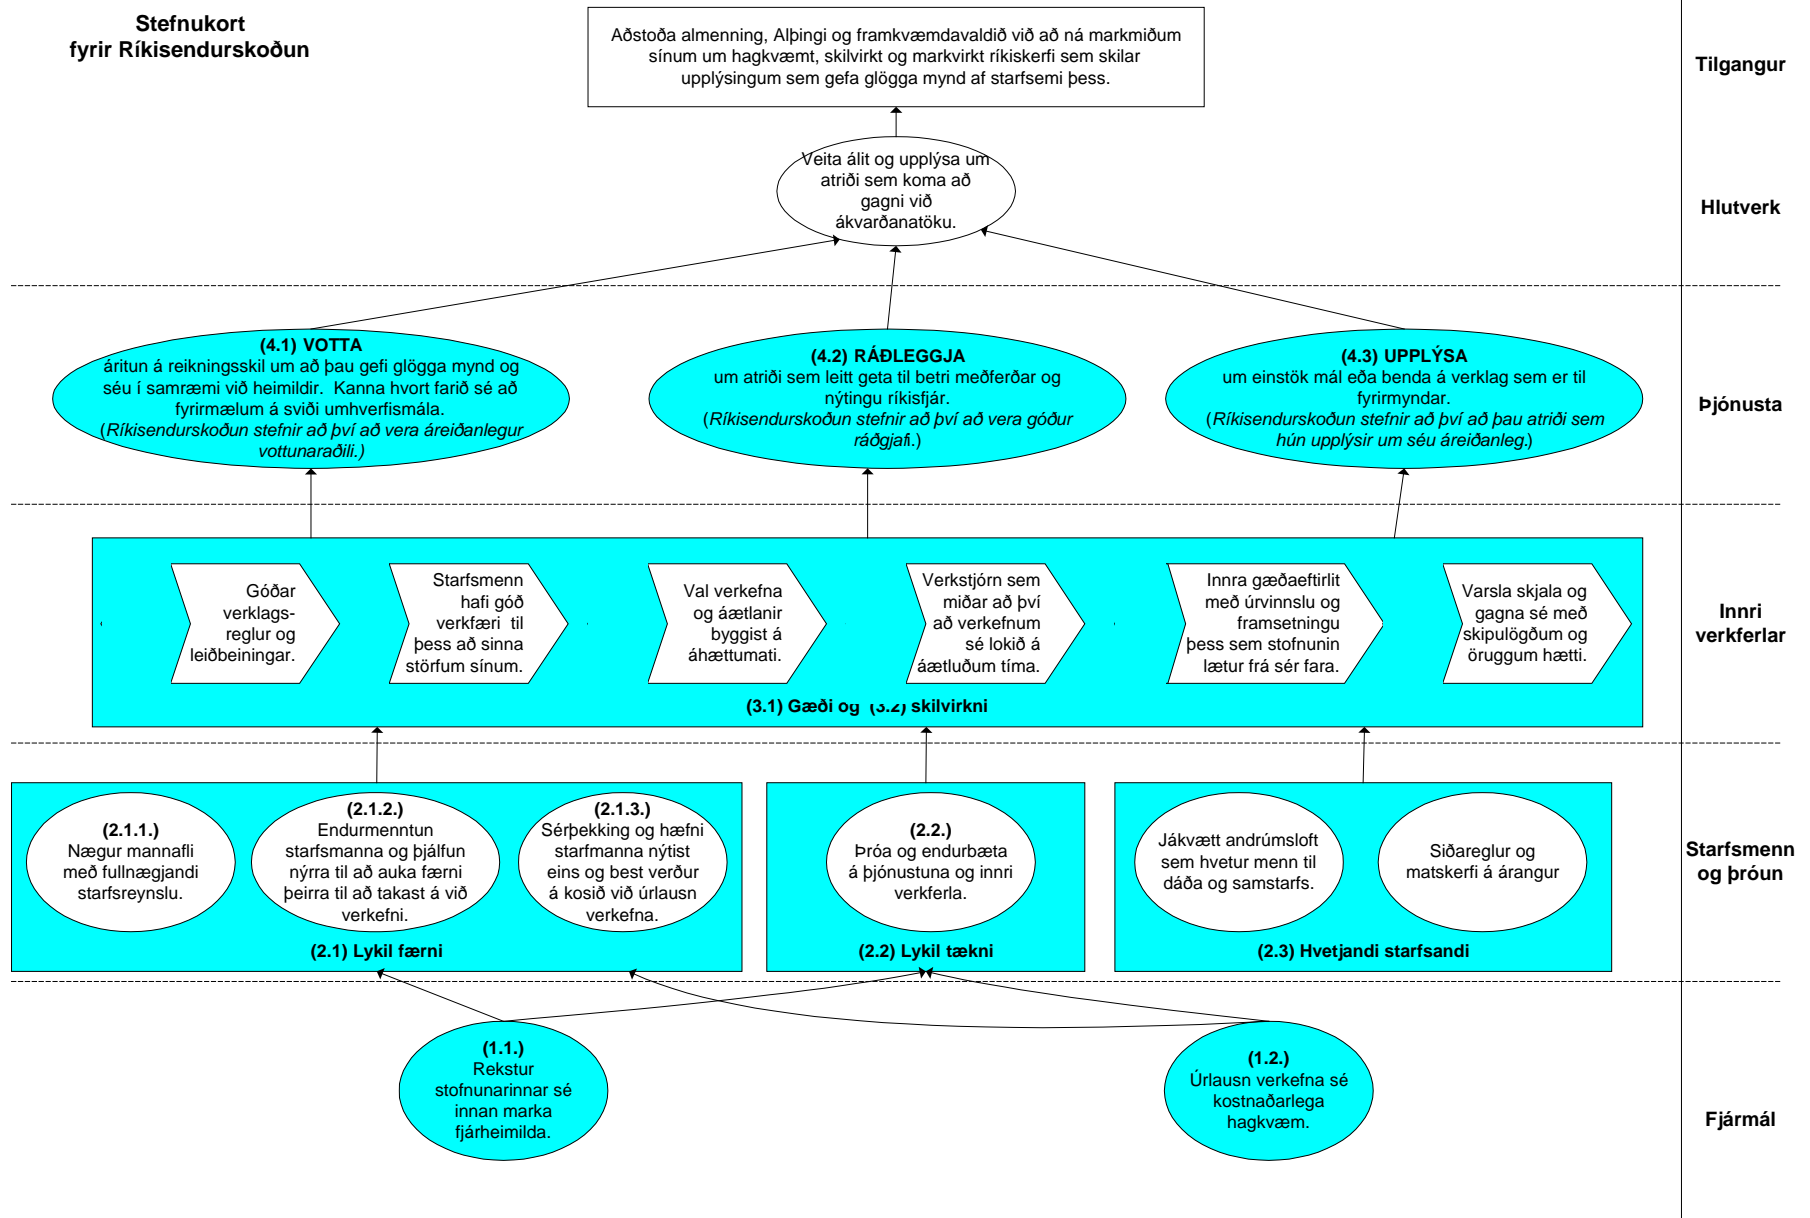 Stefnukort
fyrir Ríkisendurskoðun
Aðstoða almenning, Alþingi og framkvæmdavaldið við að ná markmiðum
sínum um hagkvæmt, skilvirkt og markvirkt ríkiskerfi sem skilar
upplýsingum sem gefa glögga mynd af starfsemi þess.
Tilgangur
Veita álit og upplýsa um
atriði sem koma að
gagni við
ákvarðanatöku.
Hlutverk
(4.1) VOTTA
áritun á reikningsskil um að þau gefi glögga mynd og
séu í samræmi við heimildir. Kanna hvort farið sé að
fyrirmælum á sviði umhverfismála.
(Ríkisendurskoðun stefnir að því að vera áreiðanlegur
vottunaraðili.)
(4.2) RÁÐLEGGJA
um atriði sem leitt geta til betri meðferðar og
nýtingu ríkisfjár.
(Ríkisendurskoðun stefnir að því að vera góður
ráðgjafi.)
(4.3) UPPLÝSA
um einstök mál eða benda á verklag sem er til
fyrirmyndar.
(Ríkisendurskoðun stefnir að því að þau atriði sem
hún upplýsir um séu áreiðanleg.)
Þjónusta
Góðar
verklags-
reglur og
leiðbeiningar.
Starfsmenn
hafi góð
verkfæri til
þess að sinna
störfum sínum.
Val verkefna
og áætlanir
byggist á
áhættumati.
Verkstjórn sem
miðar að því
að verkefnum
sé lokið á
áætluðum tíma.
Innra gæðaeftirlit
með úrvinnslu og
framsetningu
þess sem stofnunin
lætur frá sér fara.
Varsla skjala og
gagna sé með
skipulögðum og
öruggum hætti.
(3.1) Gæði og (3.2) skilvirkni
Innri
verkferlar
(2.1.1.)
Nægur mannafli
með fullnægjandi
starfsreynslu.
(2.1.2.)
Endurmenntun
starfsmanna og þjálfun
nýrra til að auka færni
þeirra til að takast á við
verkefni.
(2.1.3.)
Sérþekking og hæfni
starfmanna nýtist
eins og best verður
á kosið við úrlausn
verkefna.
(2.1) Lykil færni
(2.2.)
Þróa og endurbæta
á þjónustuna og innri
verkferla.
(2.2) Lykil tækni
Jákvætt andrúmsloft
sem hvetur menn til
dáða og samstarfs.
Siðareglur og
matskerfi á árangur
(2.3) Hvetjandi starfsandi
Starfsmenn
og þróun
(1.1.)
Rekstur
stofnunarinnar sé
innan marka
fjárheimilda.
(1.2.)
Úrlausn verkefna sé
kostnaðarlega
hagkvæm.
Fjármál